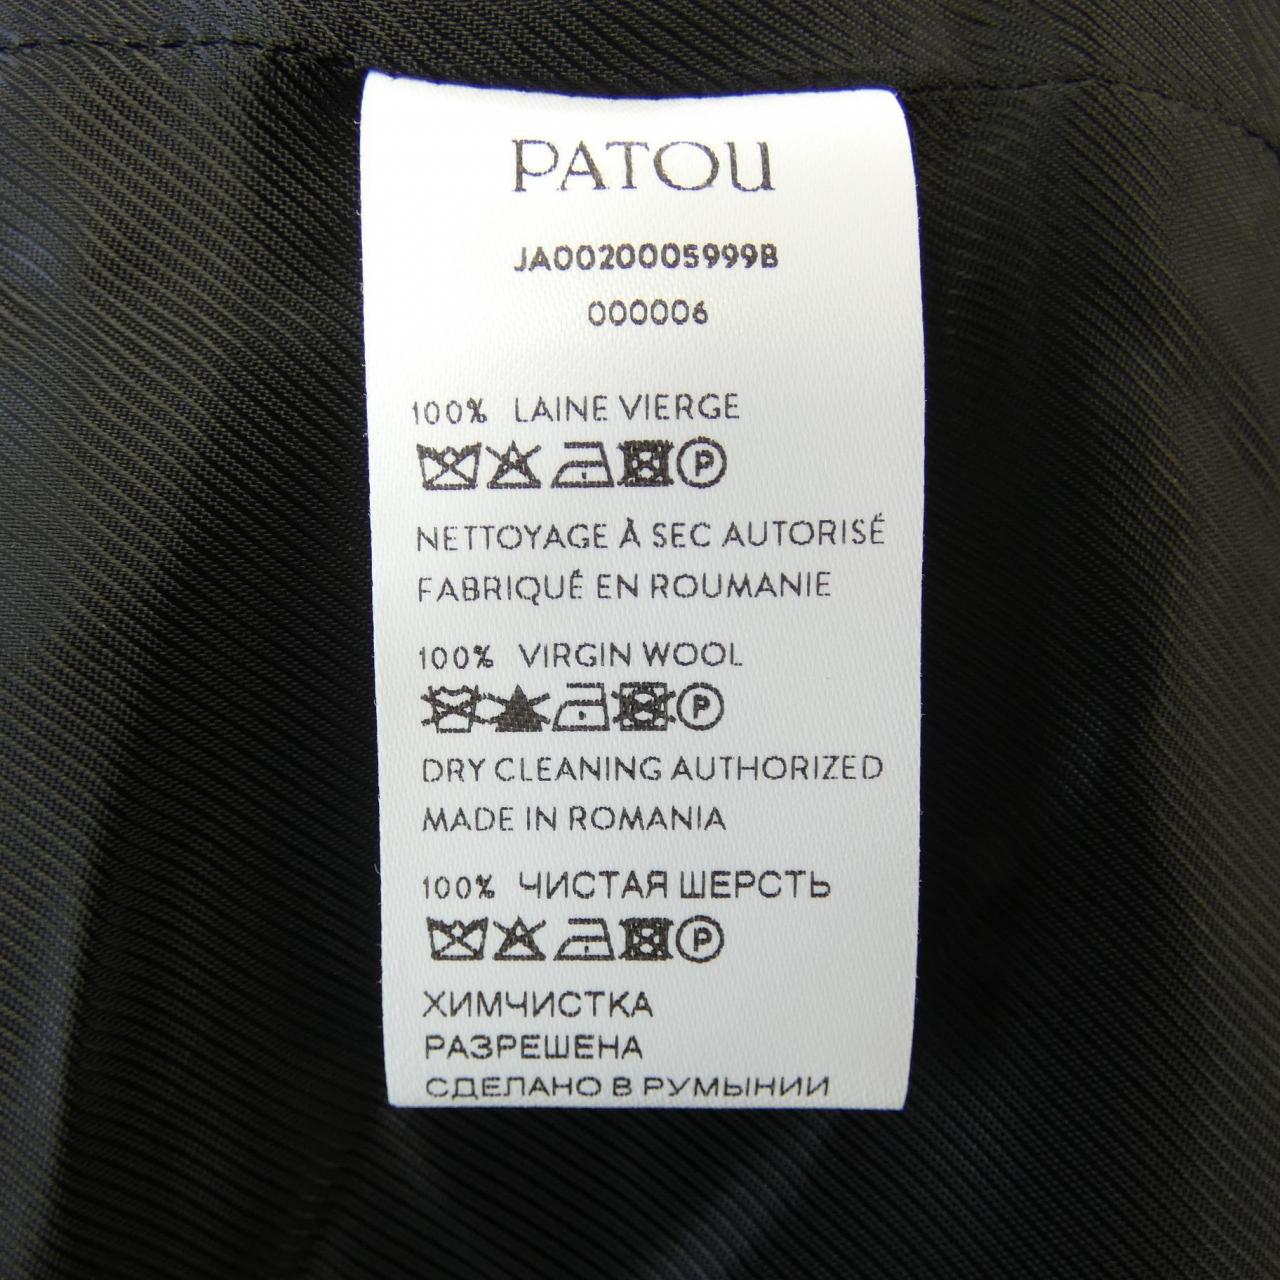 PATOU
JA0020005999B
000006
100% LAINE VIERGE
P
NETTOYAGE À SEC AUTORISÉ
FABRIQUÉ EN ROUMANIE
100% VIRGIN WOOL
P
DRY CLEANING AUTHORIZED
MADE IN ROMANIA
100% ЧИСТАЯ ШЕРСТЬ
P
ХИМЧИСТКА
РАЗРЕШЕНА
СДЕЛАНО В РУМЫНИИ